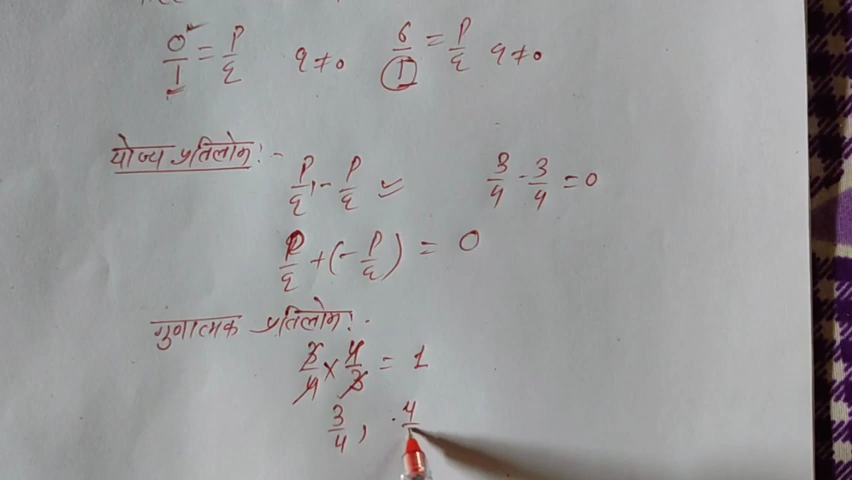 0/1 = P/q q ≠ 0 6/1 = P/q q ≠ 0
योज्य प्रतिलोम :-
P/q, - P/q 3/4 - 3/4 = 0
P/q + (- P/q) = 0
गुणात्मक प्रतिलोम :-
3/4 × 4/3 = 1
3/4, 4